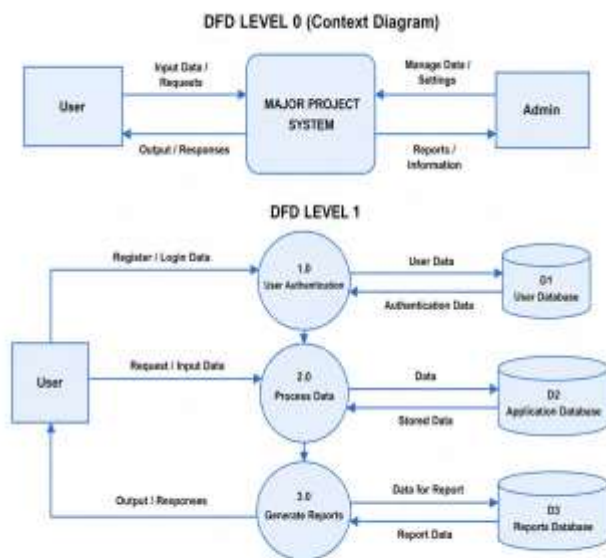 DFD LEVEL 0 (Context Diagram)
User
Input Data /
Requests
Output / Responses
MAJOR PROJECT
SYSTEM
Manage Data /
Settings
Reports /
Information
Admin
DFD LEVEL 1
Register / Login Data
1.0
User Authentication
User Data
Authentication Data
D1
User Database
User
Request / Input Data
2.0
Process Data
Data
Stored Data
D2
Application Database
Output / Responses
3.0
Generate Reports
Data for Report
Report Data
D3
Reports Database